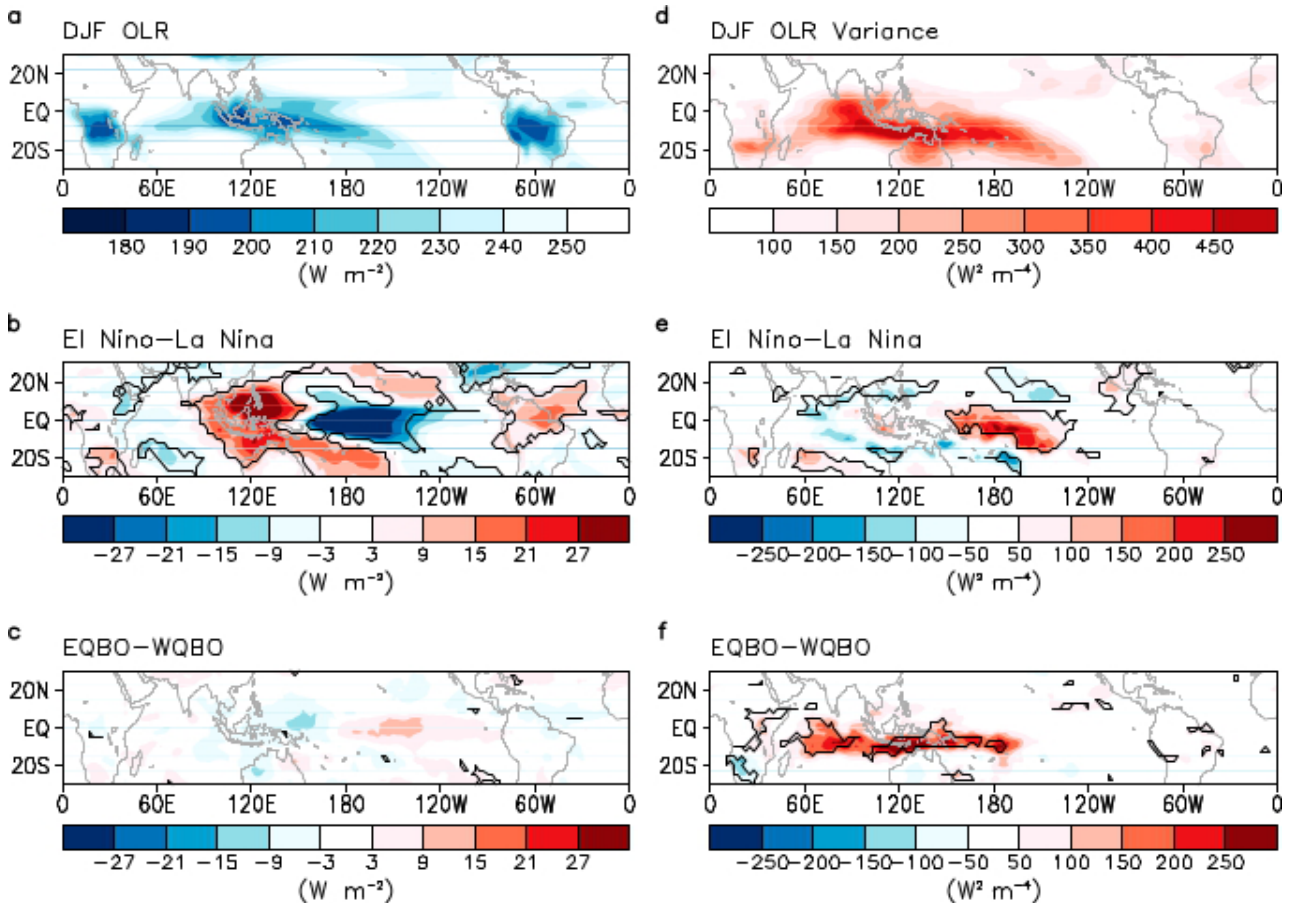 a
DJF OLR
20N
EQ
20S
0 60E 120E 180 120W 60W 0
180 190 200 210 220 230 240 250
(W m⁻²)
d
DJF OLR Variance
20N
EQ
20S
0 60E 120E 180 120W 60W 0
100 150 200 250 300 350 400 450
(W² m⁻⁴)
b
El Nino-La Nina
20N
EQ
20S
0 60E 120E 180 120W 60W 0
-27 -21 -15 -9 -3 3 9 15 21 27
(W m⁻²)
e
El Nino-La Nina
20N
EQ
20S
0 60E 120E 180 120W 60W 0
-250 -200 -150 -100 -50 50 100 150 200 250
(W² m⁻⁴)
c
EQBO-WQBO
20N
EQ
20S
0 60E 120E 180 120W 60W 0
-27 -21 -15 -9 -3 3 9 15 21 27
(W m⁻²)
f
EQBO-WQBO
20N
EQ
20S
0 60E 120E 180 120W 60W 0
-250 -200 -150 -100 -50 50 100 150 200 250
(W² m⁻⁴)